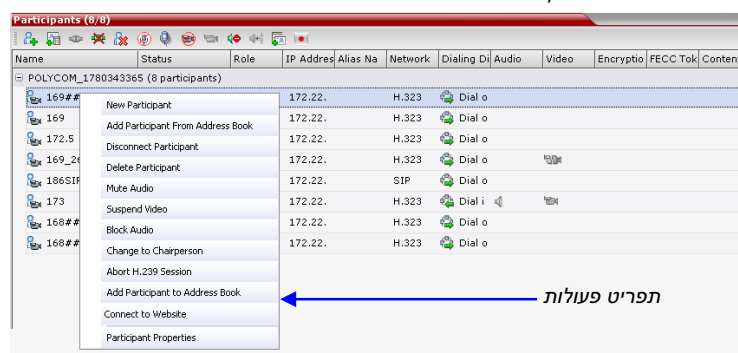 Participants (8/8)
Name Status Role IP Addres Alias Na Network Dialing Di Audio Video Encryptio FECC Tok Conten
POLYCOM_1780343365 (8 participants)
169## 172.22. H.323 Dial o
169 172.22. H.323 Dial o
172.5 172.22. H.323 Dial o
169_26 172.22. H.323 Dial o
186SIP 172.22. SIP Dial o
173 172.22. H.323 Dial i
168## 172.22. H.323 Dial o
168## 172.22. H.323 Dial o
New Participant
Add Participant From Address Book
Disconnect Participant
Delete Participant
Mute Audio
Suspend Video
Block Audio
Change to Chairperson
Abort H.239 Session
Add Participant to Address Book
Connect to Website
Participant Properties
תפריט פעולות